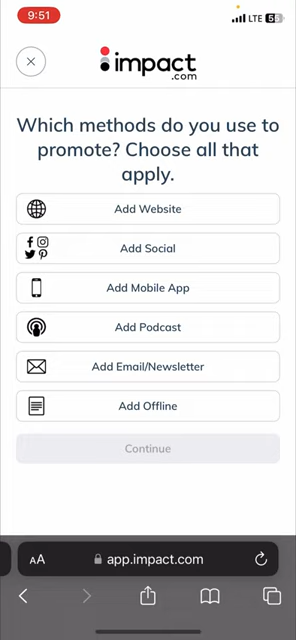 9:51
LTE
impact
.com
Which methods do you use to
promote? Choose all that
apply.
Add Website
Add Social
Add Mobile App
Add Podcast
Add Email/Newsletter
Add Offline
Continue
AA
app.impact.com